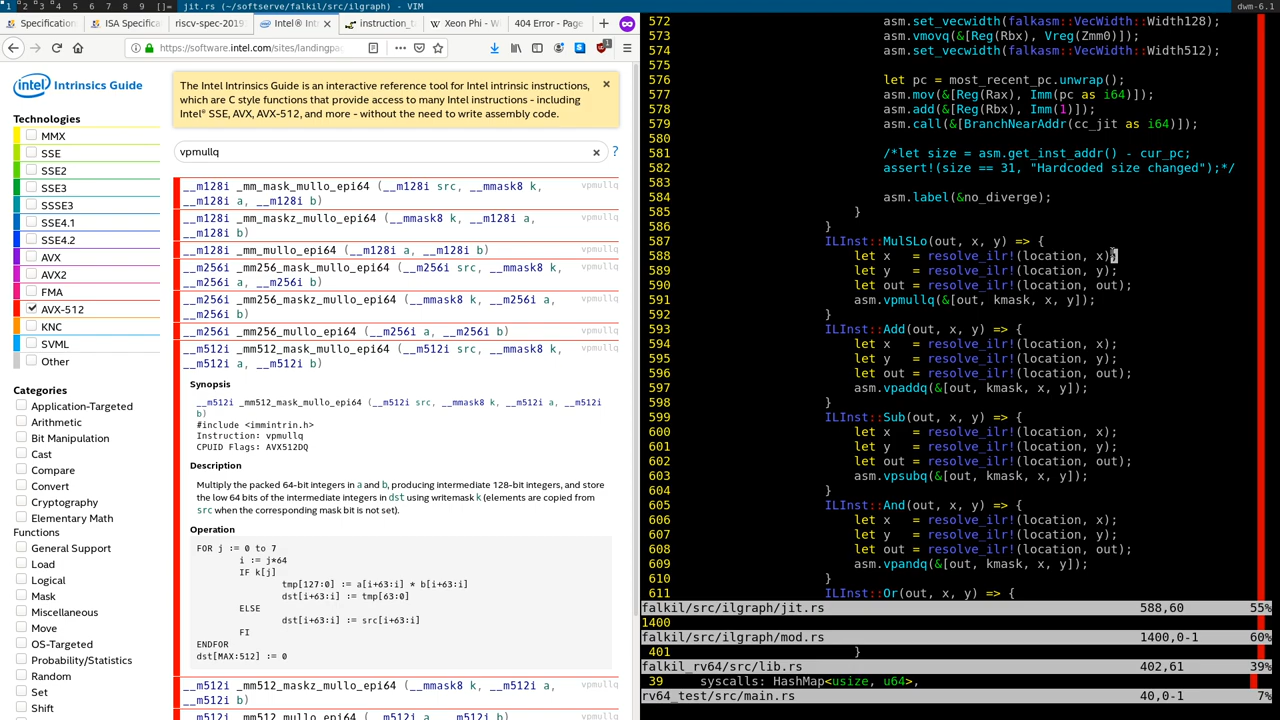 1 2 3 4 5 6 7 8 9 []= jit.rs (~/softserve/falkil/src/ilgraph) - VIM dwm-6.1
Specification ISA Specifica riscv-spec-2019 Intel® Int instruction_t Xeon Phi - Wi 404 Error - Page
https://software.intel.com/sites/landingpag
Intel Intrinsics Guide
The Intel Intrinsics Guide is an interactive reference tool for Intel intrinsic instructions,
which are C style functions that provide access to many Intel instructions - including
Intel® SSE, AVX, AVX-512, and more - without the need to write assembly code.
Technologies
MMX
SSE
SSE2
SSE3
SSSE3
SSE4.1
SSE4.2
AVX
AVX2
FMA
AVX-512
KNC
SVML
Other
Categories
Application-Targeted
Arithmetic
Bit Manipulation
Cast
Compare
Convert
Cryptography
Elementary Math
Functions
General Support
Load
Logical
Mask
Miscellaneous
Move
OS-Targeted
Probability/Statistics
Random
Set
Shift
vpmullq
?
__m128i _mm_mask_mullo_epi64 (__m128i src, __mmask8 k, vpmullq
__m128i a, __m128i b)
__m128i _mm_maskz_mullo_epi64 (__mmask8 k, __m128i a, vpmullq
__m128i b)
__m128i _mm_mullo_epi64 (__m128i a, __m128i b) vpmullq
__m256i _mm256_mask_mullo_epi64 (__m256i src, __mmask8 k, vpmullq
__m256i a, __m256i b)
__m256i _mm256_maskz_mullo_epi64 (__mmask8 k, __m256i a, __m256i vpmullq
b)
__m256i _mm256_mullo_epi64 (__m256i a, __m256i b) vpmullq
__m512i _mm512_mask_mullo_epi64 (__m512i src, __mmask8 k, vpmullq
__m512i a, __m512i b)
Synopsis
__m512i _mm512_mask_mullo_epi64 (__m512i src, __mmask8 k, __m512i a, __m512i
b)
#include <immintrin.h>
Instruction: vpmullq
CPUID Flags: AVX512DQ
Description
Multiply the packed 64-bit integers in a and b, producing intermediate 128-bit integers, and store
the low 64 bits of the intermediate integers in dst using writemask k (elements are copied from
src when the corresponding mask bit is not set).
Operation
FOR j := 0 to 7
i := j*64
IF k[j]
tmp[127:0] := a[i+63:i] * b[i+63:i]
dst[i+63:i] := tmp[63:0]
ELSE
dst[i+63:i] := src[i+63:i]
FI
ENDFOR
dst[MAX:512] := 0
__m512i _mm512_maskz_mullo_epi64 (__mmask8 k, __m512i a, vpmullq
__m512i b)
__m512i _mm512_mullo_epi64 (__m512i a, __m512i b) vpmullq
572 asm.set_vecwidth(falkasm::VecWidth::Width128);
573 asm.vmovq(&[Reg(Rbx), Vreg(Zmm0)]);
574 asm.set_vecwidth(falkasm::VecWidth::Width512);
575
576 let pc = most_recent_pc.unwrap();
577 asm.mov(&[Reg(Rax), Imm(pc as i64)]);
578 asm.add(&[Reg(Rbx), Imm(1)]);
579 asm.call(&[BranchNearAddr(cc_jit as i64)]);
580
581 /*let size = asm.get_inst_addr() - cur_pc;
582 assert!(size == 31, "Hardcoded size changed");*/
583
584 asm.label(&no_diverge);
585 }
586 }
587 ILInst::MulSLo(out, x, y) => {
588 let x = resolve_ilr!(location, x);
589 let y = resolve_ilr!(location, y);
590 let out = resolve_ilr!(location, out);
591 asm.vpmullq(&[out, kmask, x, y]);
592 }
593 ILInst::Add(out, x, y) => {
594 let x = resolve_ilr!(location, x);
595 let y = resolve_ilr!(location, y);
596 let out = resolve_ilr!(location, out);
597 asm.vpaddq(&[out, kmask, x, y]);
598 }
599 ILInst::Sub(out, x, y) => {
600 let x = resolve_ilr!(location, x);
601 let y = resolve_ilr!(location, y);
602 let out = resolve_ilr!(location, out);
603 asm.vpsubq(&[out, kmask, x, y]);
604 }
605 ILInst::And(out, x, y) => {
606 let x = resolve_ilr!(location, x);
607 let y = resolve_ilr!(location, y);
608 let out = resolve_ilr!(location, out);
609 asm.vpandq(&[out, kmask, x, y]);
610 }
611 ILInst::Or(out, x, y) => {
falkil/src/ilgraph/jit.rs 588,60 55%
1400
falkil/src/ilgraph/mod.rs 1400,0-1 60%
401 }
falkil_rv64/src/lib.rs 402,61 39%
39 syscalls: HashMap<usize, u64>,
rv64_test/src/main.rs 40,0-1 7%